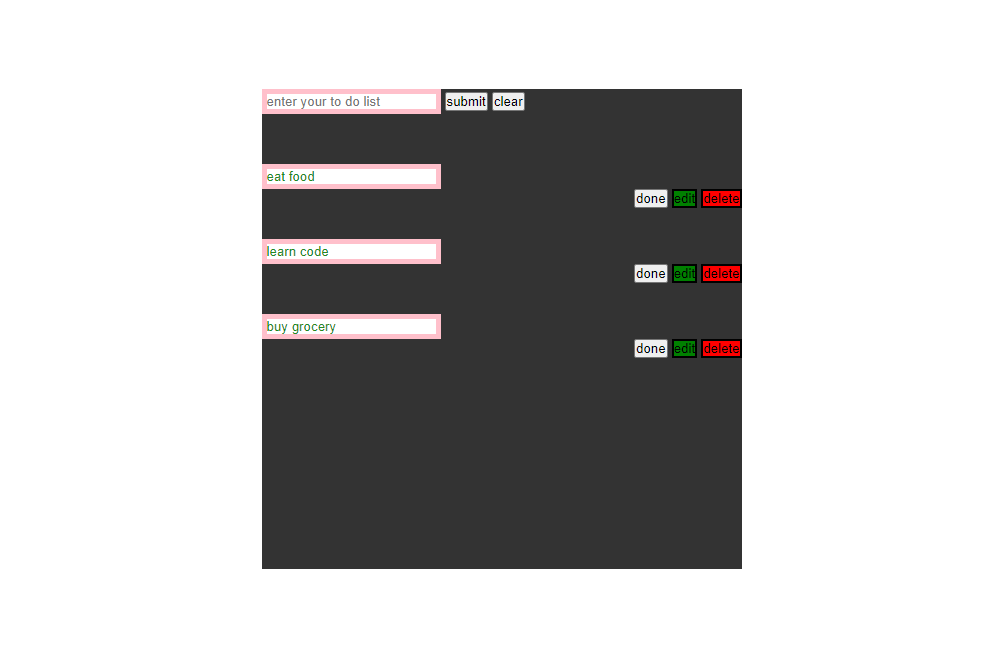 enter your to do list submit clear
eat food
done edit delete
learn code
done edit delete
buy grocery
done edit delete